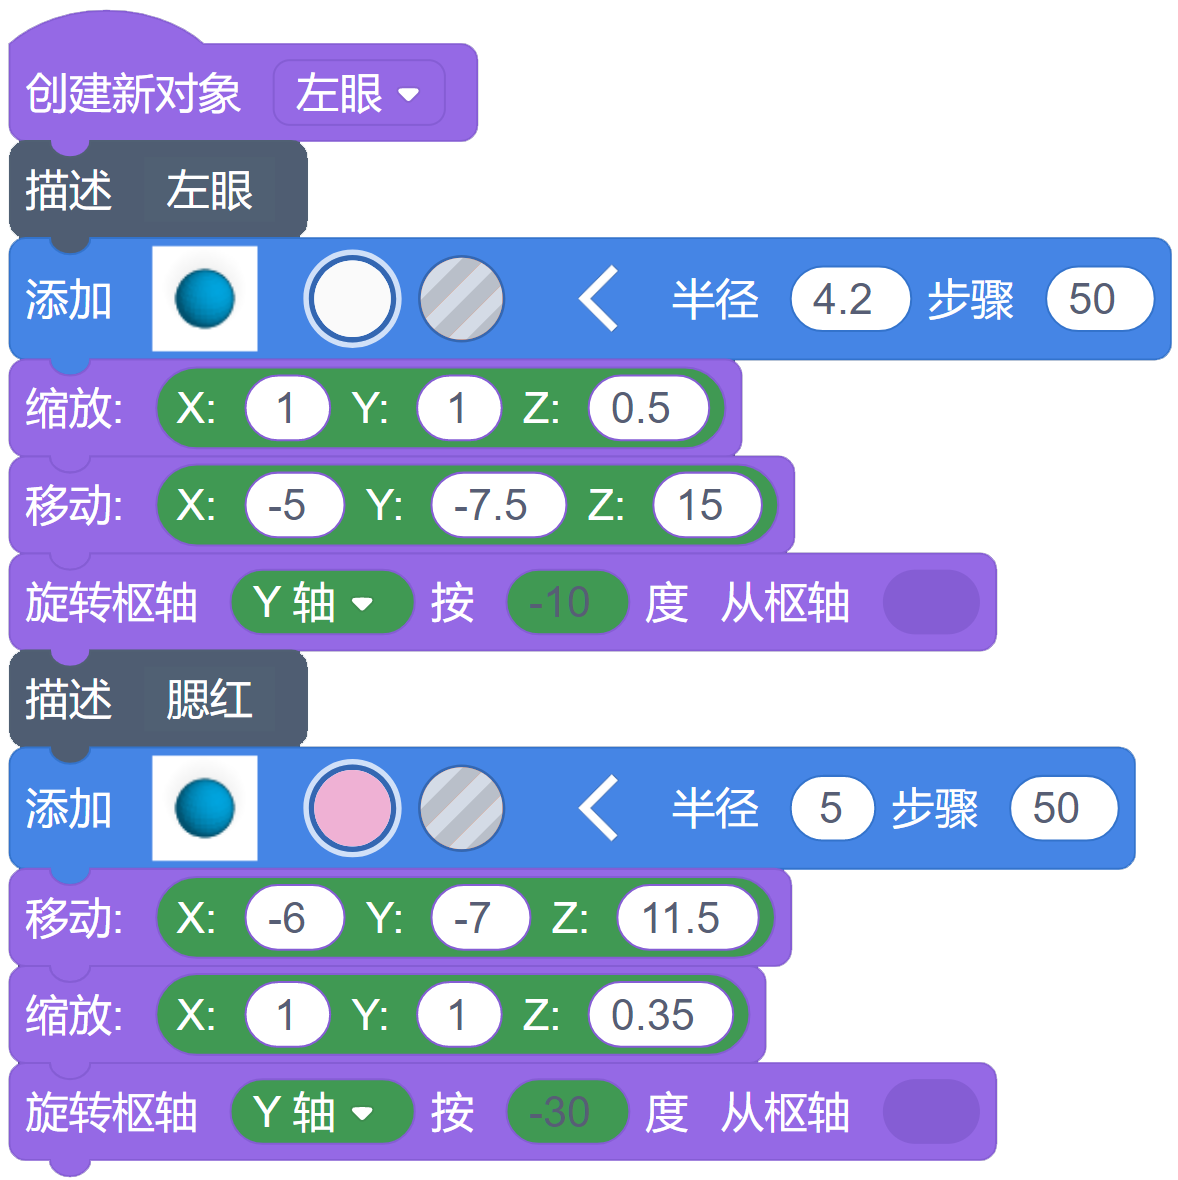 创建新对象 左眼
描述 左眼
添加 半径 4.2 步骤 50
缩放: X: 1 Y: 1 Z: 0.5
移动: X: -5 Y: -7.5 Z: 15
旋转枢轴 Y 轴 按 -10 度 从枢轴
描述 腮红
添加 半径 5 步骤 50
移动: X: -6 Y: -7 Z: 11.5
缩放: X: 1 Y: 1 Z: 0.35
旋转枢轴 Y 轴 按 -30 度 从枢轴